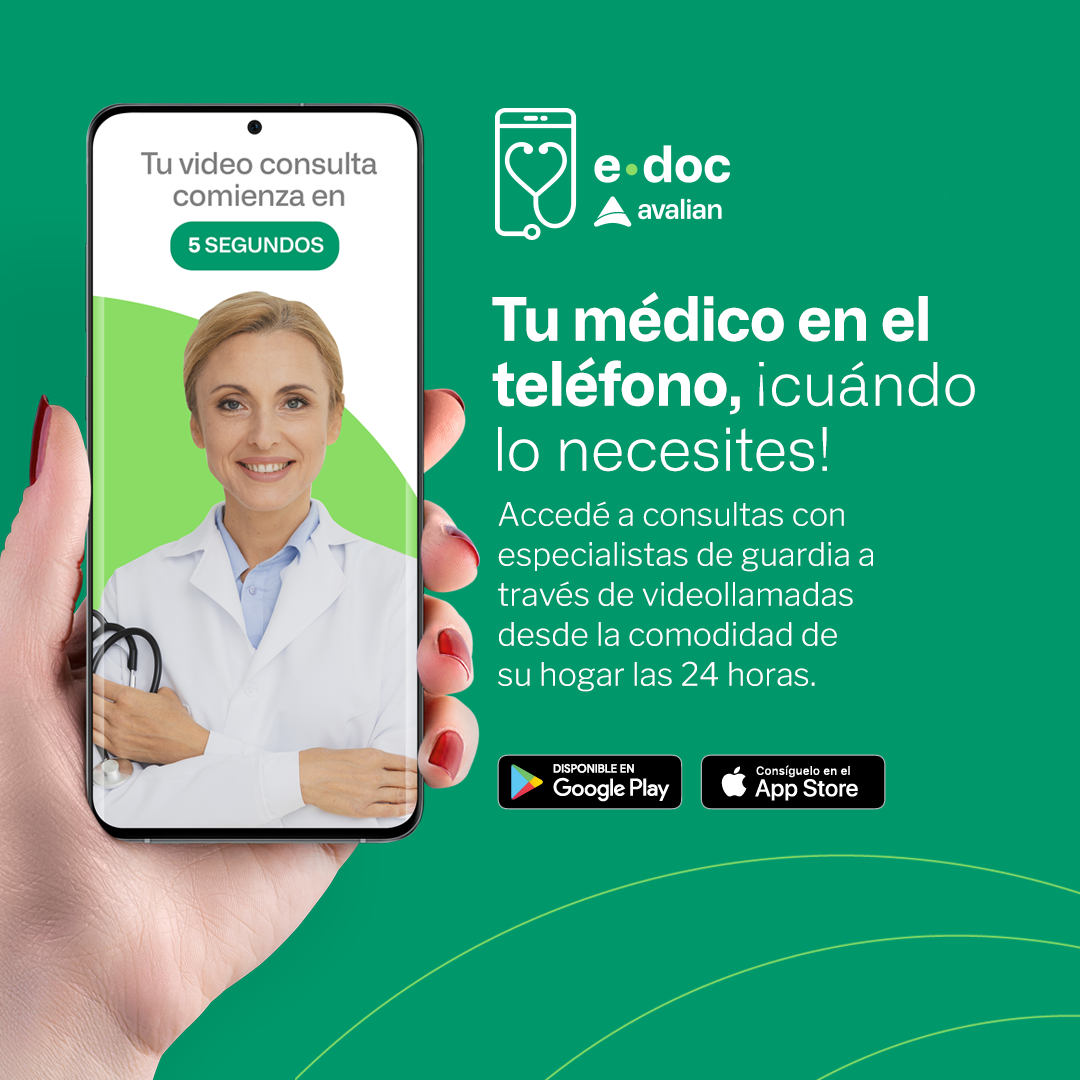 Tu video consulta
comienza en
5 SEGUNDOS
e•doc
avalian
Tu médico en el
teléfono, ¡cuándo
lo necesites!
Accedé a consultas con
especialistas de guardia a
través de videollamadas
desde la comodidad de
su hogar las 24 horas.
DISPONIBLE EN
Google Play
Consíguelo en el
App Store